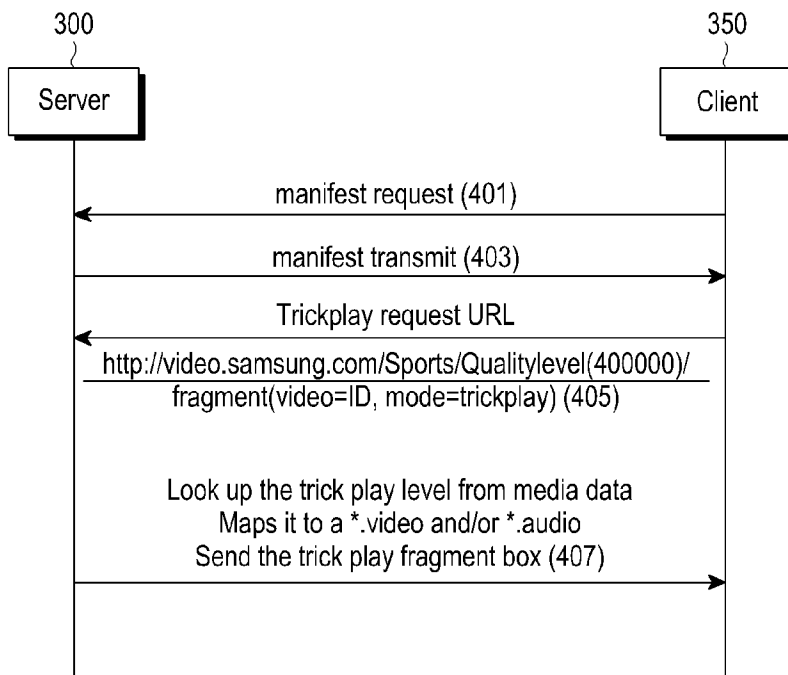 300
350
Server
Client
manifest request (401)
manifest transmit (403)
Trickplay request URL
http://video.samsung.com/Sports/Qualitylevel(400000)/
fragment(video=ID, mode=trickplay) (405)
Look up the trick play level from media data
Maps it to a *.video and/or *.audio
Send the trick play fragment box (407)